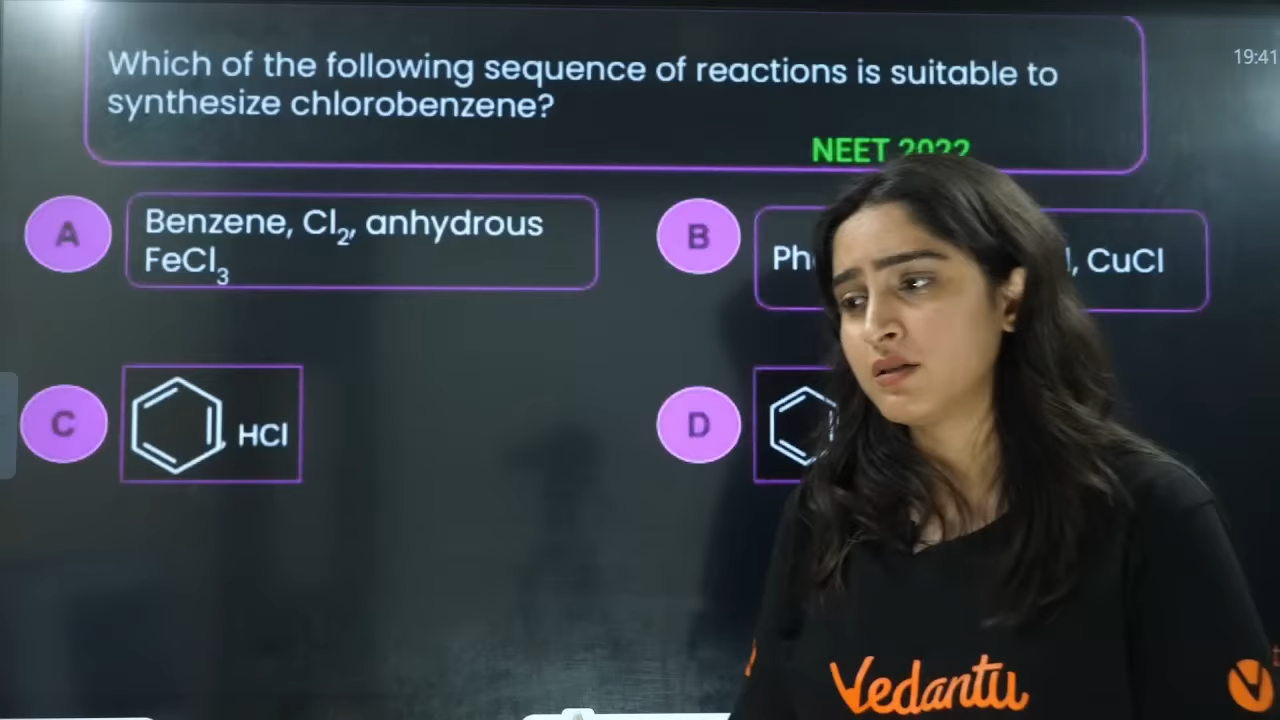 19:41
Which of the following sequence of reactions is suitable to
synthesize chlorobenzene?
NEET 2022
A
Benzene, Cl₂, anhydrous
FeCl₃
B
, CuCl
C
, HCl
D
Vedantu